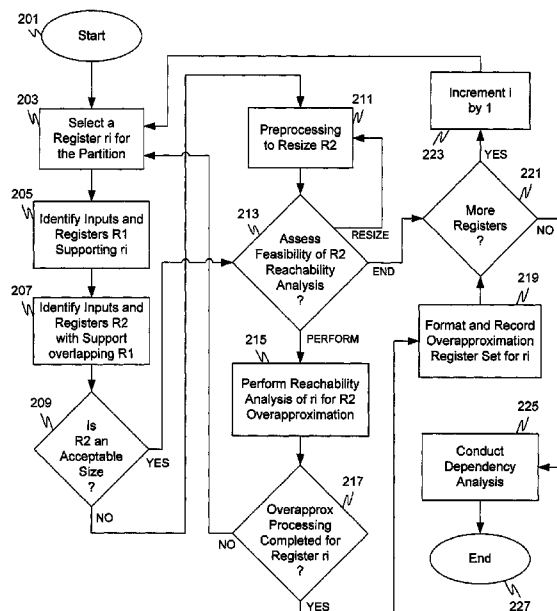 201
Start
203
Select a
Register ri for
the Partition
205
Identify Inputs and
Registers R1
Supporting ri
207
Identify Inputs and
Registers R2
with Support
overlapping R1
209
Is
R2 an
Acceptable
Size
?
YES
NO
211
Preprocessing
to Resize R2
213
Assess
Feasibility of R2
Reachability
Analysis
?
RESIZE
END
PERFORM
215
Perform Reachability
Analysis of ri for R2
Overapproximation
217
Overapprox
Processing
Completed for
Register ri
?
NO
YES
Increment i
by 1
223
YES
221
More
Registers
?
NO
219
Format and Record
Overapproximation
Register Set for ri
225
Conduct
Dependency
Analysis
End
227